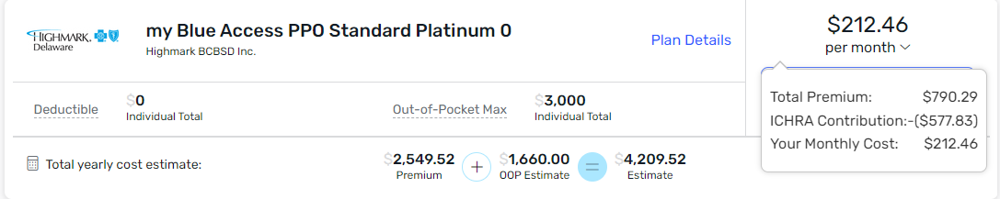 HIGHMARK.
Delaware
my Blue Access PPO Standard Platinum 0
Highmark BCBSD Inc.
Plan Details
$212.46
per month
Total Premium: $790.29
ICHRA Contribution:-($577.83)
Your Monthly Cost: $212.46
Deductible
$0
Individual Total
Out-of-Pocket Max
$3,000
Individual Total
Total yearly cost estimate:
$2,549.52
Premium
+
$1,660.00
OOP Estimate
=
$4,209.52
Estimate